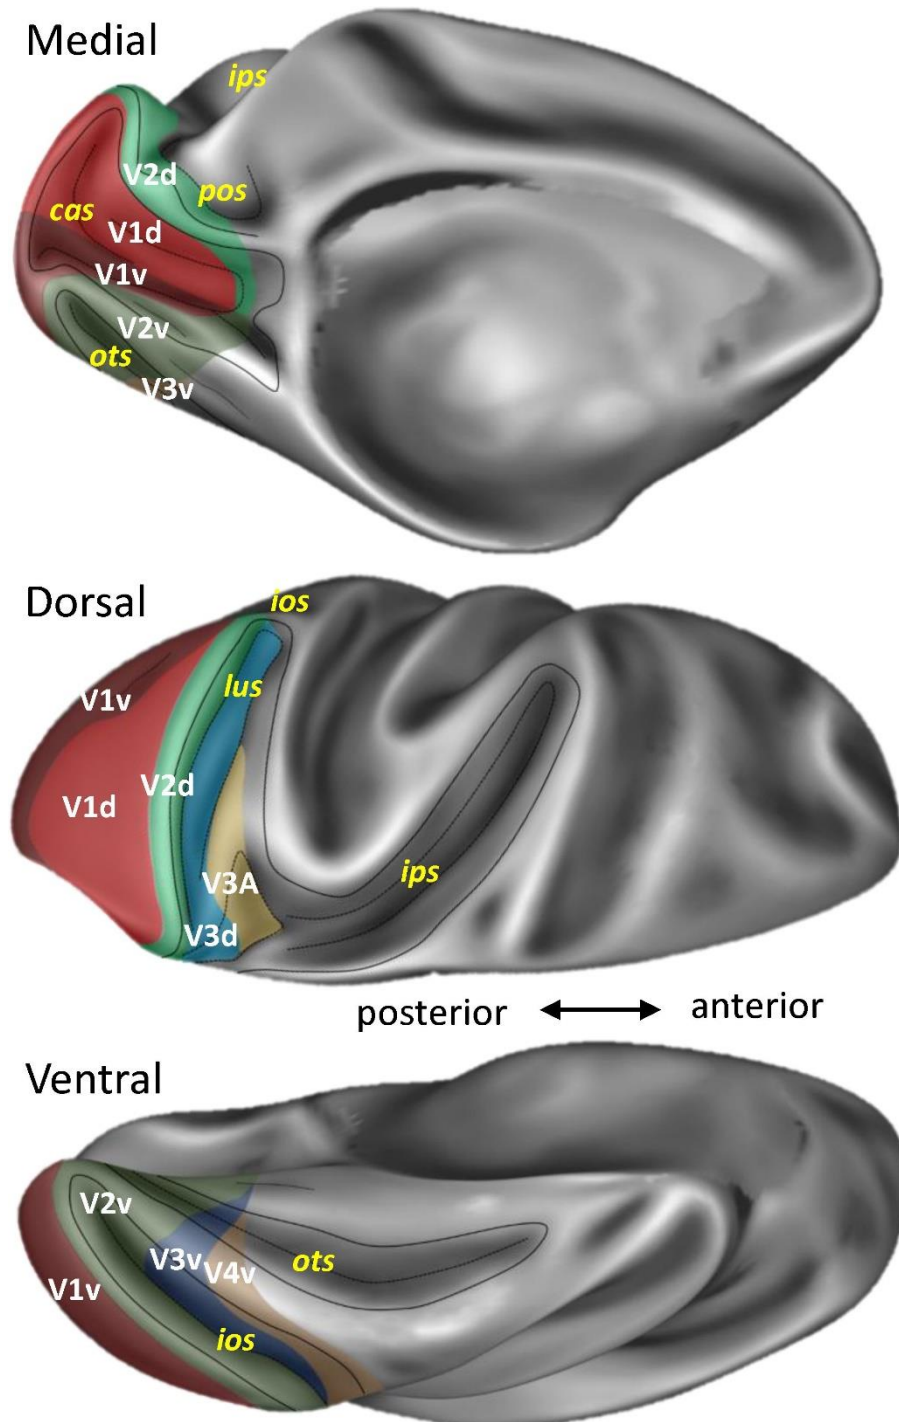 Medial
ips
V2d
pos
cas
V1d
V1v
V2v
ots
V3v
Dorsal
ios
lus
V1v
V2d
V1d
ips
V3A
V3d
posterior
anterior
Ventral
V2v
V3v
V4v
ots
V1v
ios